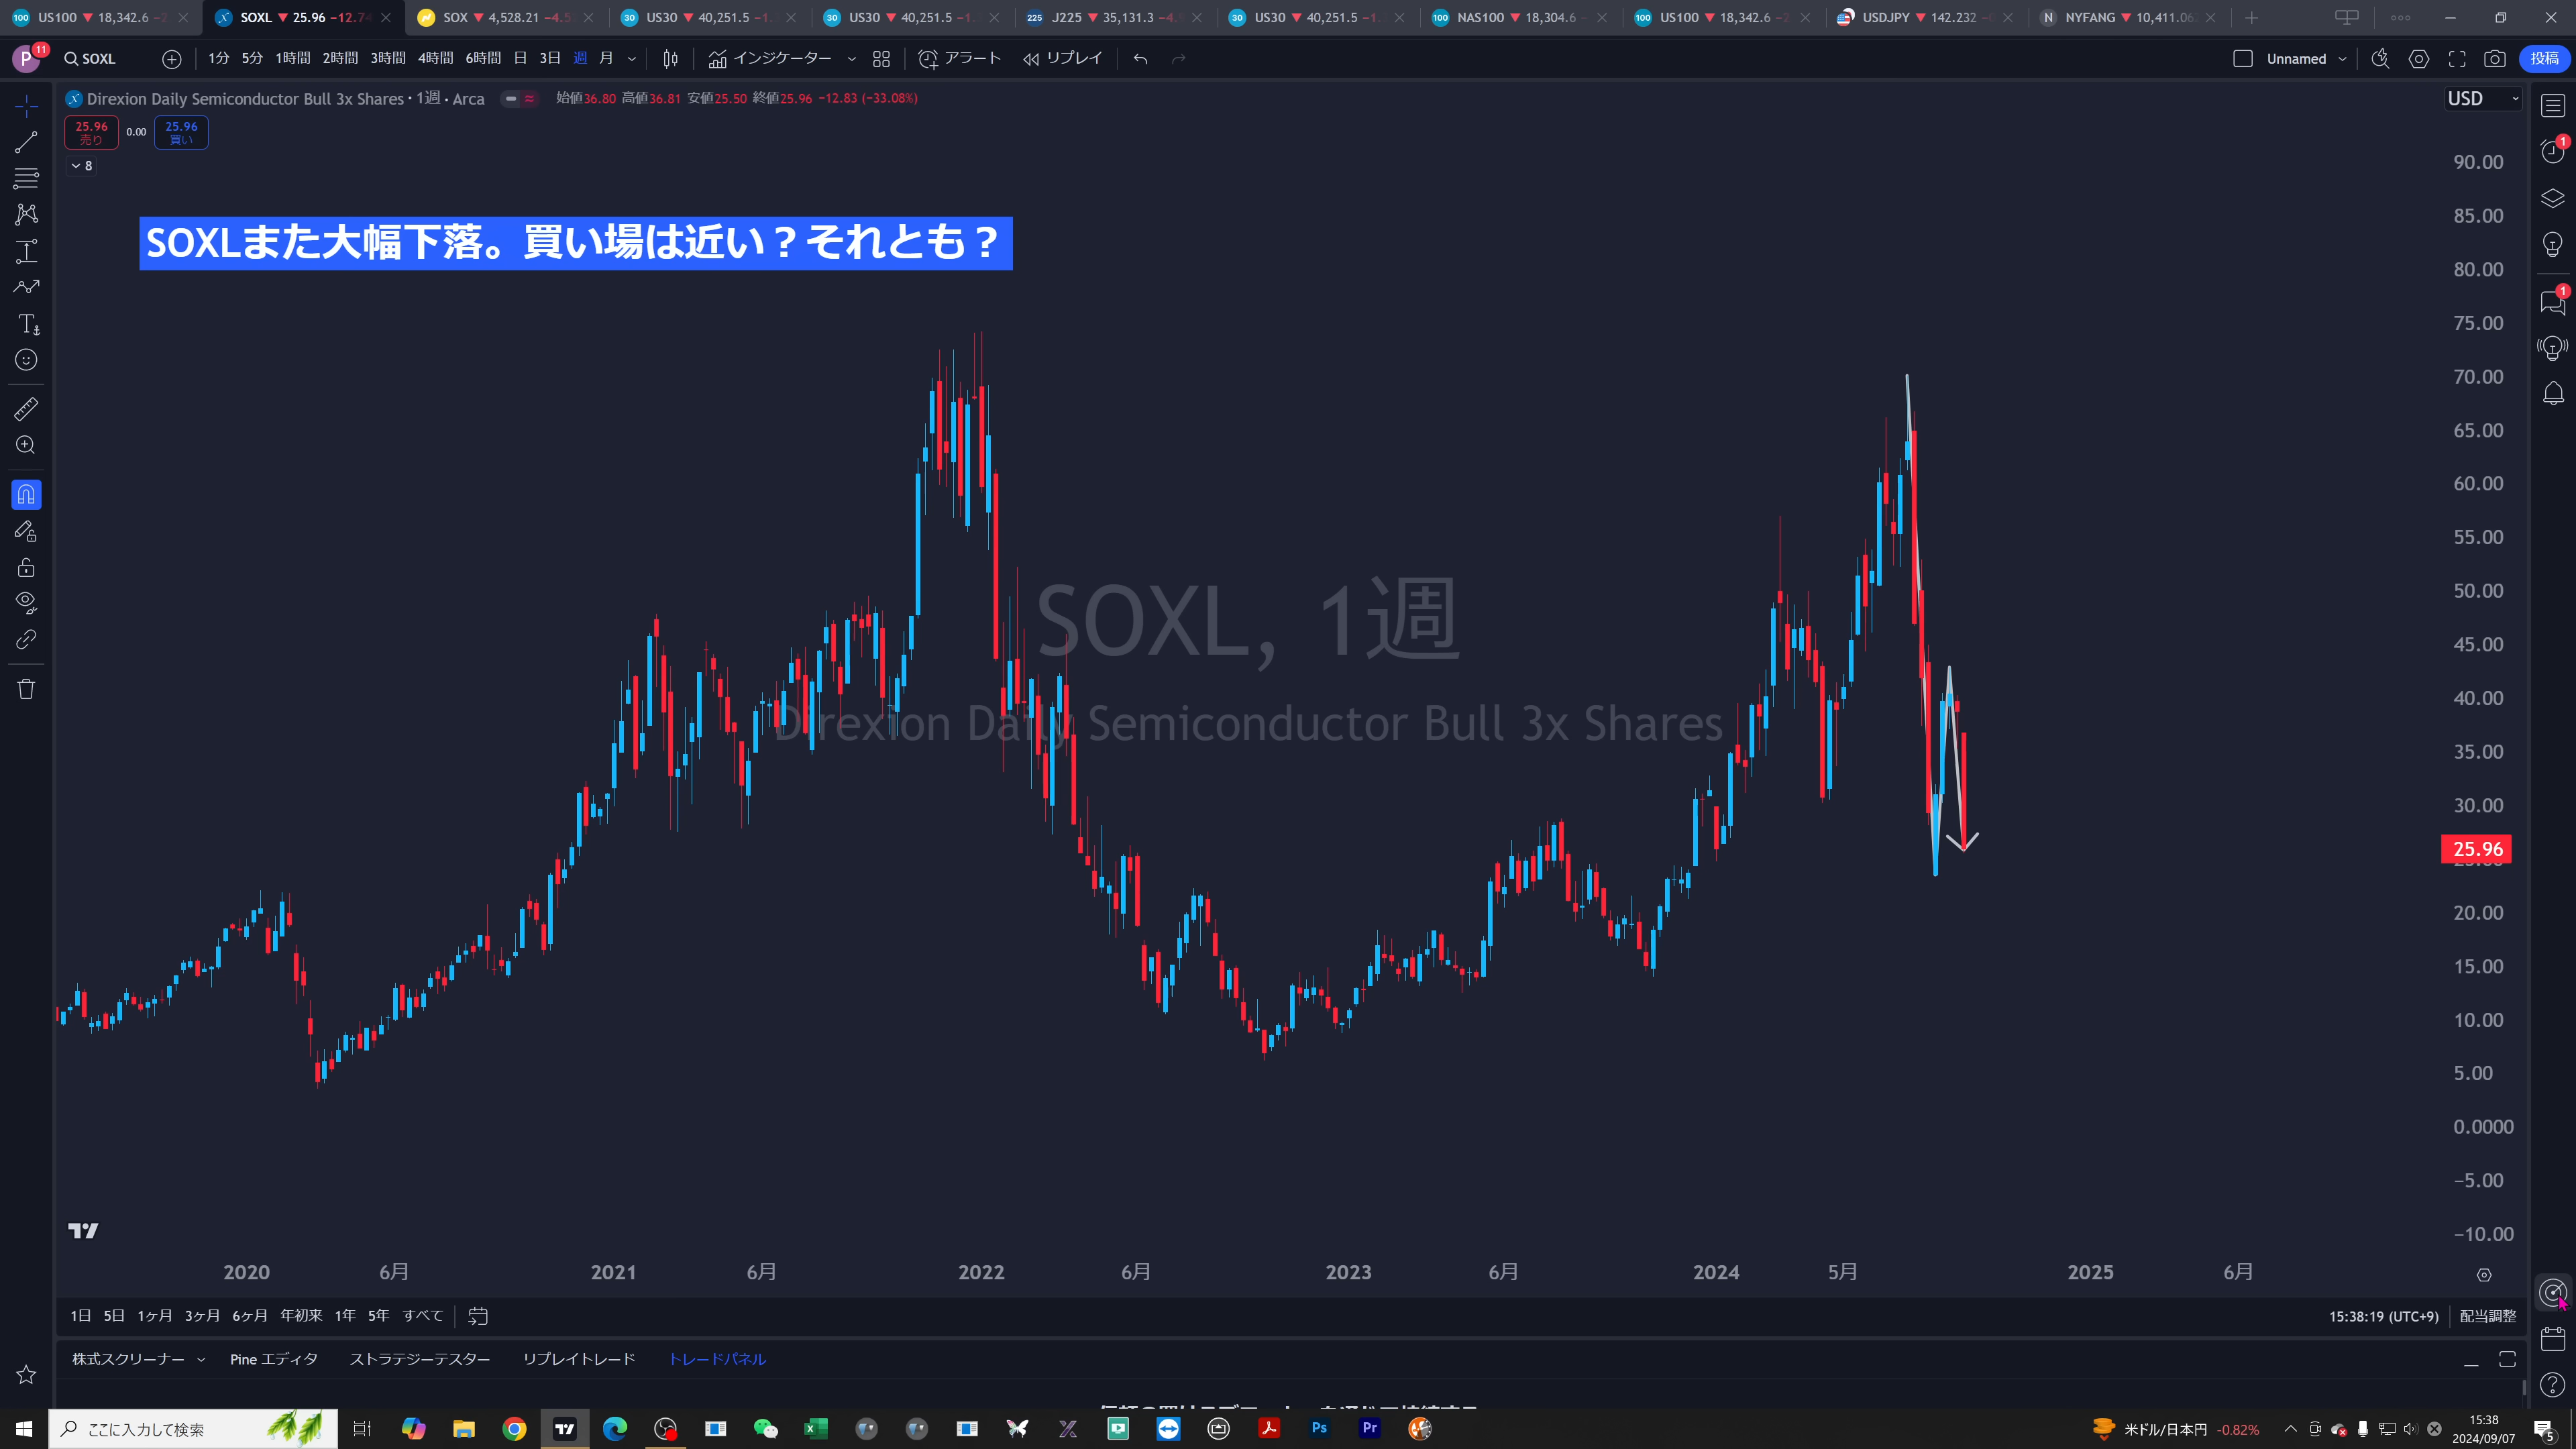 US100 ▼ 18,342.6 −2
SOXL ▼ 25.96 −12.74
SOX ▼ 4,528.21 −4.5
US30 ▼ 40,251.5 −1.
US30 ▼ 40,251.5 −1.
J225 ▼ 35,131.3 −4.
US30 ▼ 40,251.5 −1.
NAS100 ▼ 18,304.6 −
US100 ▼ 18,342.6 −2
USDJPY ▼ 142.232 −
NYFANG ▼ 10,411.06
P 11 SOXL 1分 5分 1時間 2時間 3時間 4時間 6時間 日 3日 週 月 インジケーター アラート リプレイ Unnamed 投稿
Direxion Daily Semiconductor Bull 3x Shares · 1週 · Arca 始値36.80 高値36.81 安値25.50 終値25.96 −12.83 (−33.08%)
USD
25.96 売り 0.00 25.96 買い
8
SOXLまた大幅下落。買い場は近い？それとも？
SOXL, 1週
Direxion Daily Semiconductor Bull 3x Shares
90.00
85.00
80.00
75.00
70.00
65.00
60.00
55.00
50.00
45.00
40.00
35.00
30.00
25.96
20.00
15.00
10.00
5.00
0.0000
−5.00
−10.00
2020 6月 2021 6月 2022 6月 2023 6月 2024 5月 2025 6月
1日 5日 1ヶ月 3ヶ月 6ヶ月 年初来 1年 5年 すべて 15:38:19 (UTC+9) 配当調整
株式スクリーナー Pine エディタ ストラテジーテスター リプレイトレード トレードパネル
ここに入力して検索
米ドル/日本円 -0.82%
15:38
2024/09/07
5